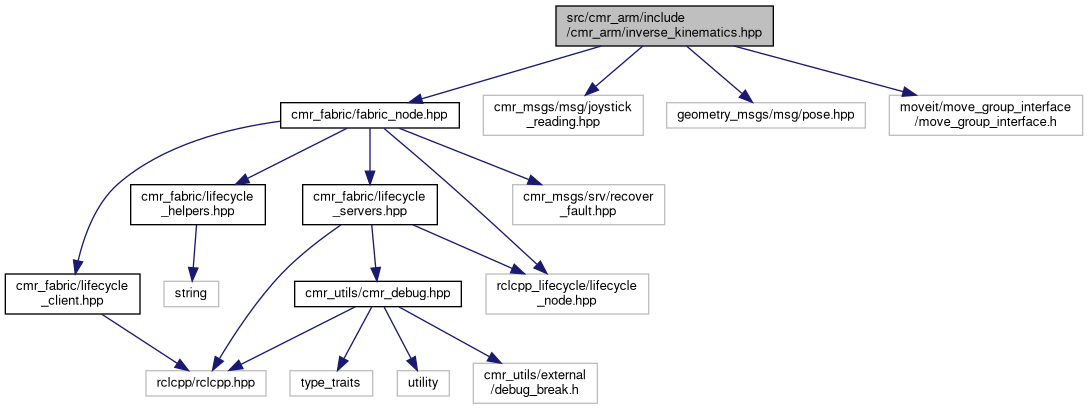 src/cmr_arm/include
/cmr_arm/inverse_kinematics.hpp
cmr_fabric/fabric_node.hpp
cmr_msgs/msg/joystick
_reading.hpp
geometry_msgs/msg/pose.hpp
moveit/move_group_interface
/move_group_interface.h
cmr_fabric/lifecycle
_helpers.hpp
cmr_fabric/lifecycle
_servers.hpp
cmr_msgs/srv/recover
_fault.hpp
cmr_fabric/lifecycle
_client.hpp
string
cmr_utils/cmr_debug.hpp
rclcpp_lifecycle/lifecycle
_node.hpp
rclcpp/rclcpp.hpp
type_traits
utility
cmr_utils/external
/debug_break.h